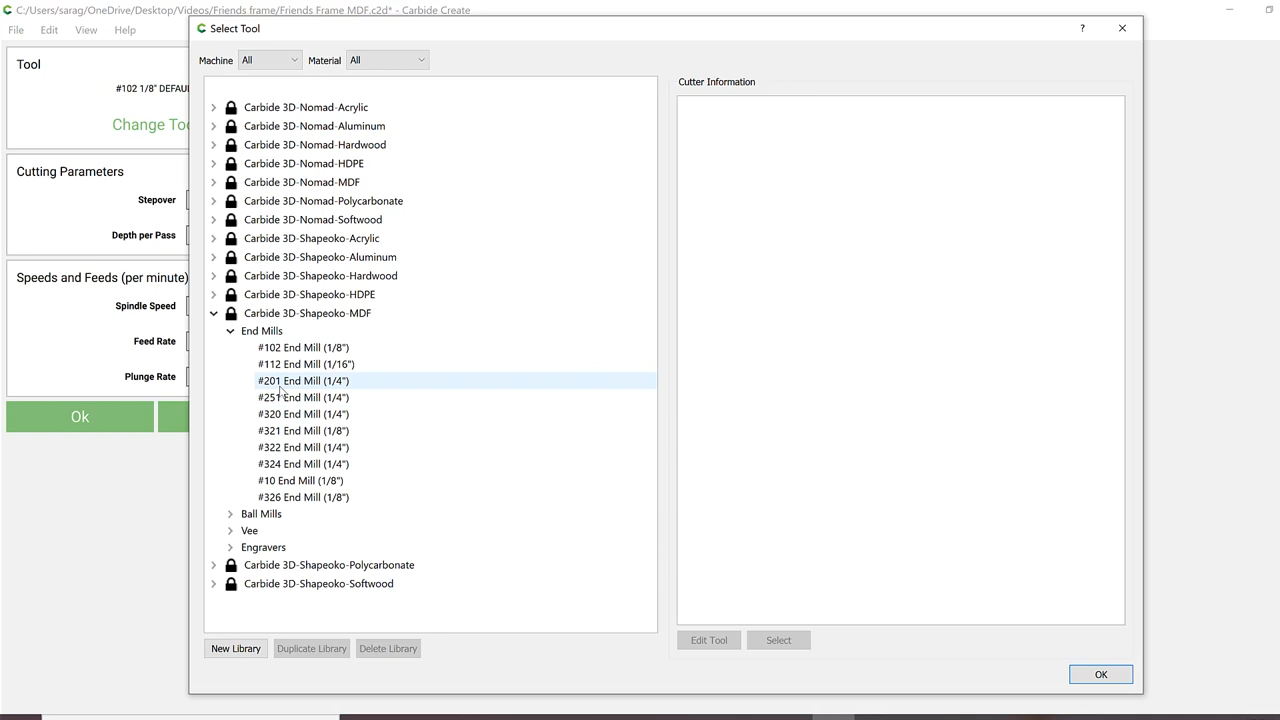 C:/Users/sarag/OneDrive/Desktop/Videos/Friends frame/Friends Frame MDF.c2d* - Carbide Create
File Edit View Help
Select Tool
?
Machine All Material All
Tool
#102 1/8" DEFAU
Change Too
Cutting Parameters
Stepover
Depth per Pass
Speeds and Feeds (per minute)
Spindle Speed
Feed Rate
Plunge Rate
Ok
Carbide 3D-Nomad-Acrylic
Carbide 3D-Nomad-Aluminum
Carbide 3D-Nomad-Hardwood
Carbide 3D-Nomad-HDPE
Carbide 3D-Nomad-MDF
Carbide 3D-Nomad-Polycarbonate
Carbide 3D-Nomad-Softwood
Carbide 3D-Shapeoko-Acrylic
Carbide 3D-Shapeoko-Aluminum
Carbide 3D-Shapeoko-Hardwood
Carbide 3D-Shapeoko-HDPE
Carbide 3D-Shapeoko-MDF
End Mills
#102 End Mill (1/8")
#112 End Mill (1/16")
#201 End Mill (1/4")
#251 End Mill (1/4")
#320 End Mill (1/4")
#321 End Mill (1/8")
#322 End Mill (1/4")
#324 End Mill (1/4")
#10 End Mill (1/8")
#326 End Mill (1/8")
Ball Mills
Vee
Engravers
Carbide 3D-Shapeoko-Polycarbonate
Carbide 3D-Shapeoko-Softwood
New Library Duplicate Library Delete Library
Cutter Information
Edit Tool Select
OK